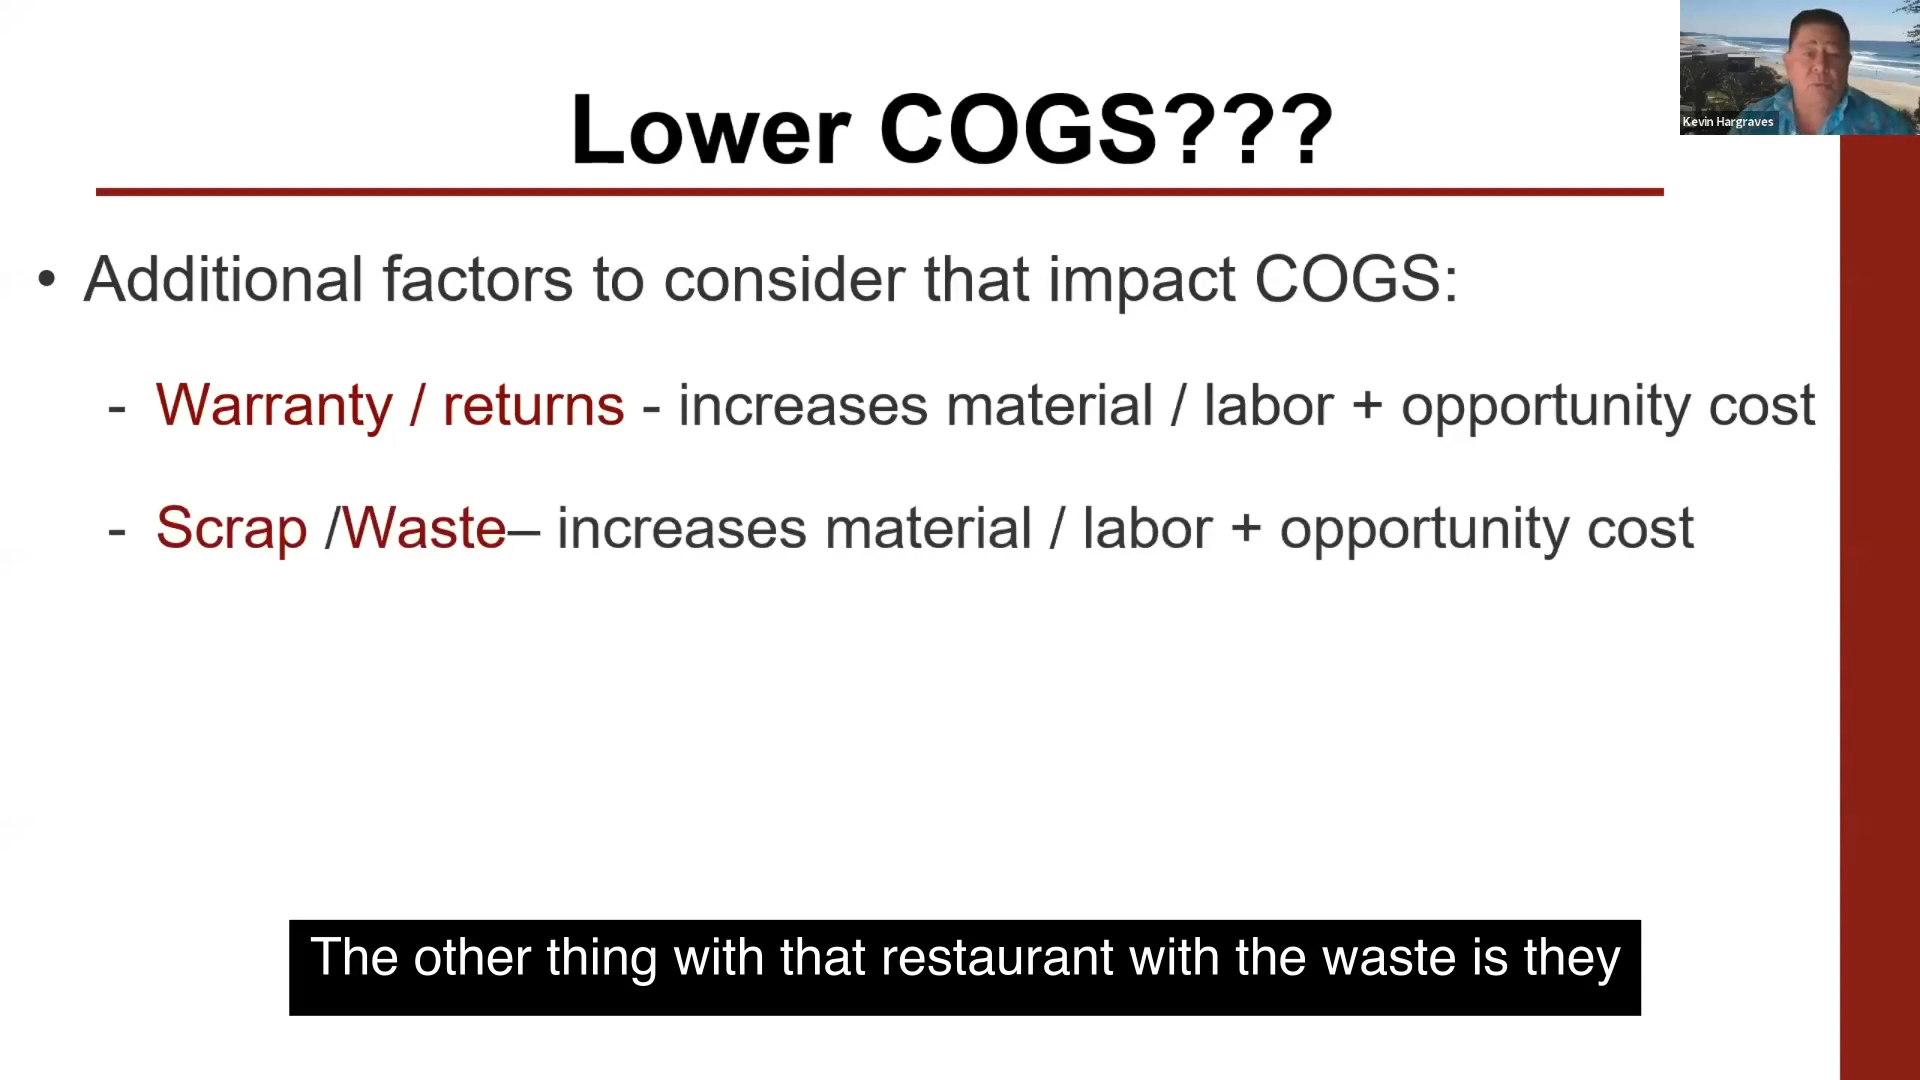 Lower COGS???
Kevin Hargraves
• Additional factors to consider that impact COGS:
- Warranty / returns - increases material / labor + opportunity cost
- Scrap /Waste– increases material / labor + opportunity cost
The other thing with that restaurant with the waste is they